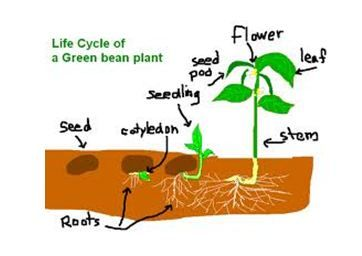 Life Cycle of
a Green bean plant
Flower
seed
pod
leaf
seedling
seed
cotyledon
stem
Roots